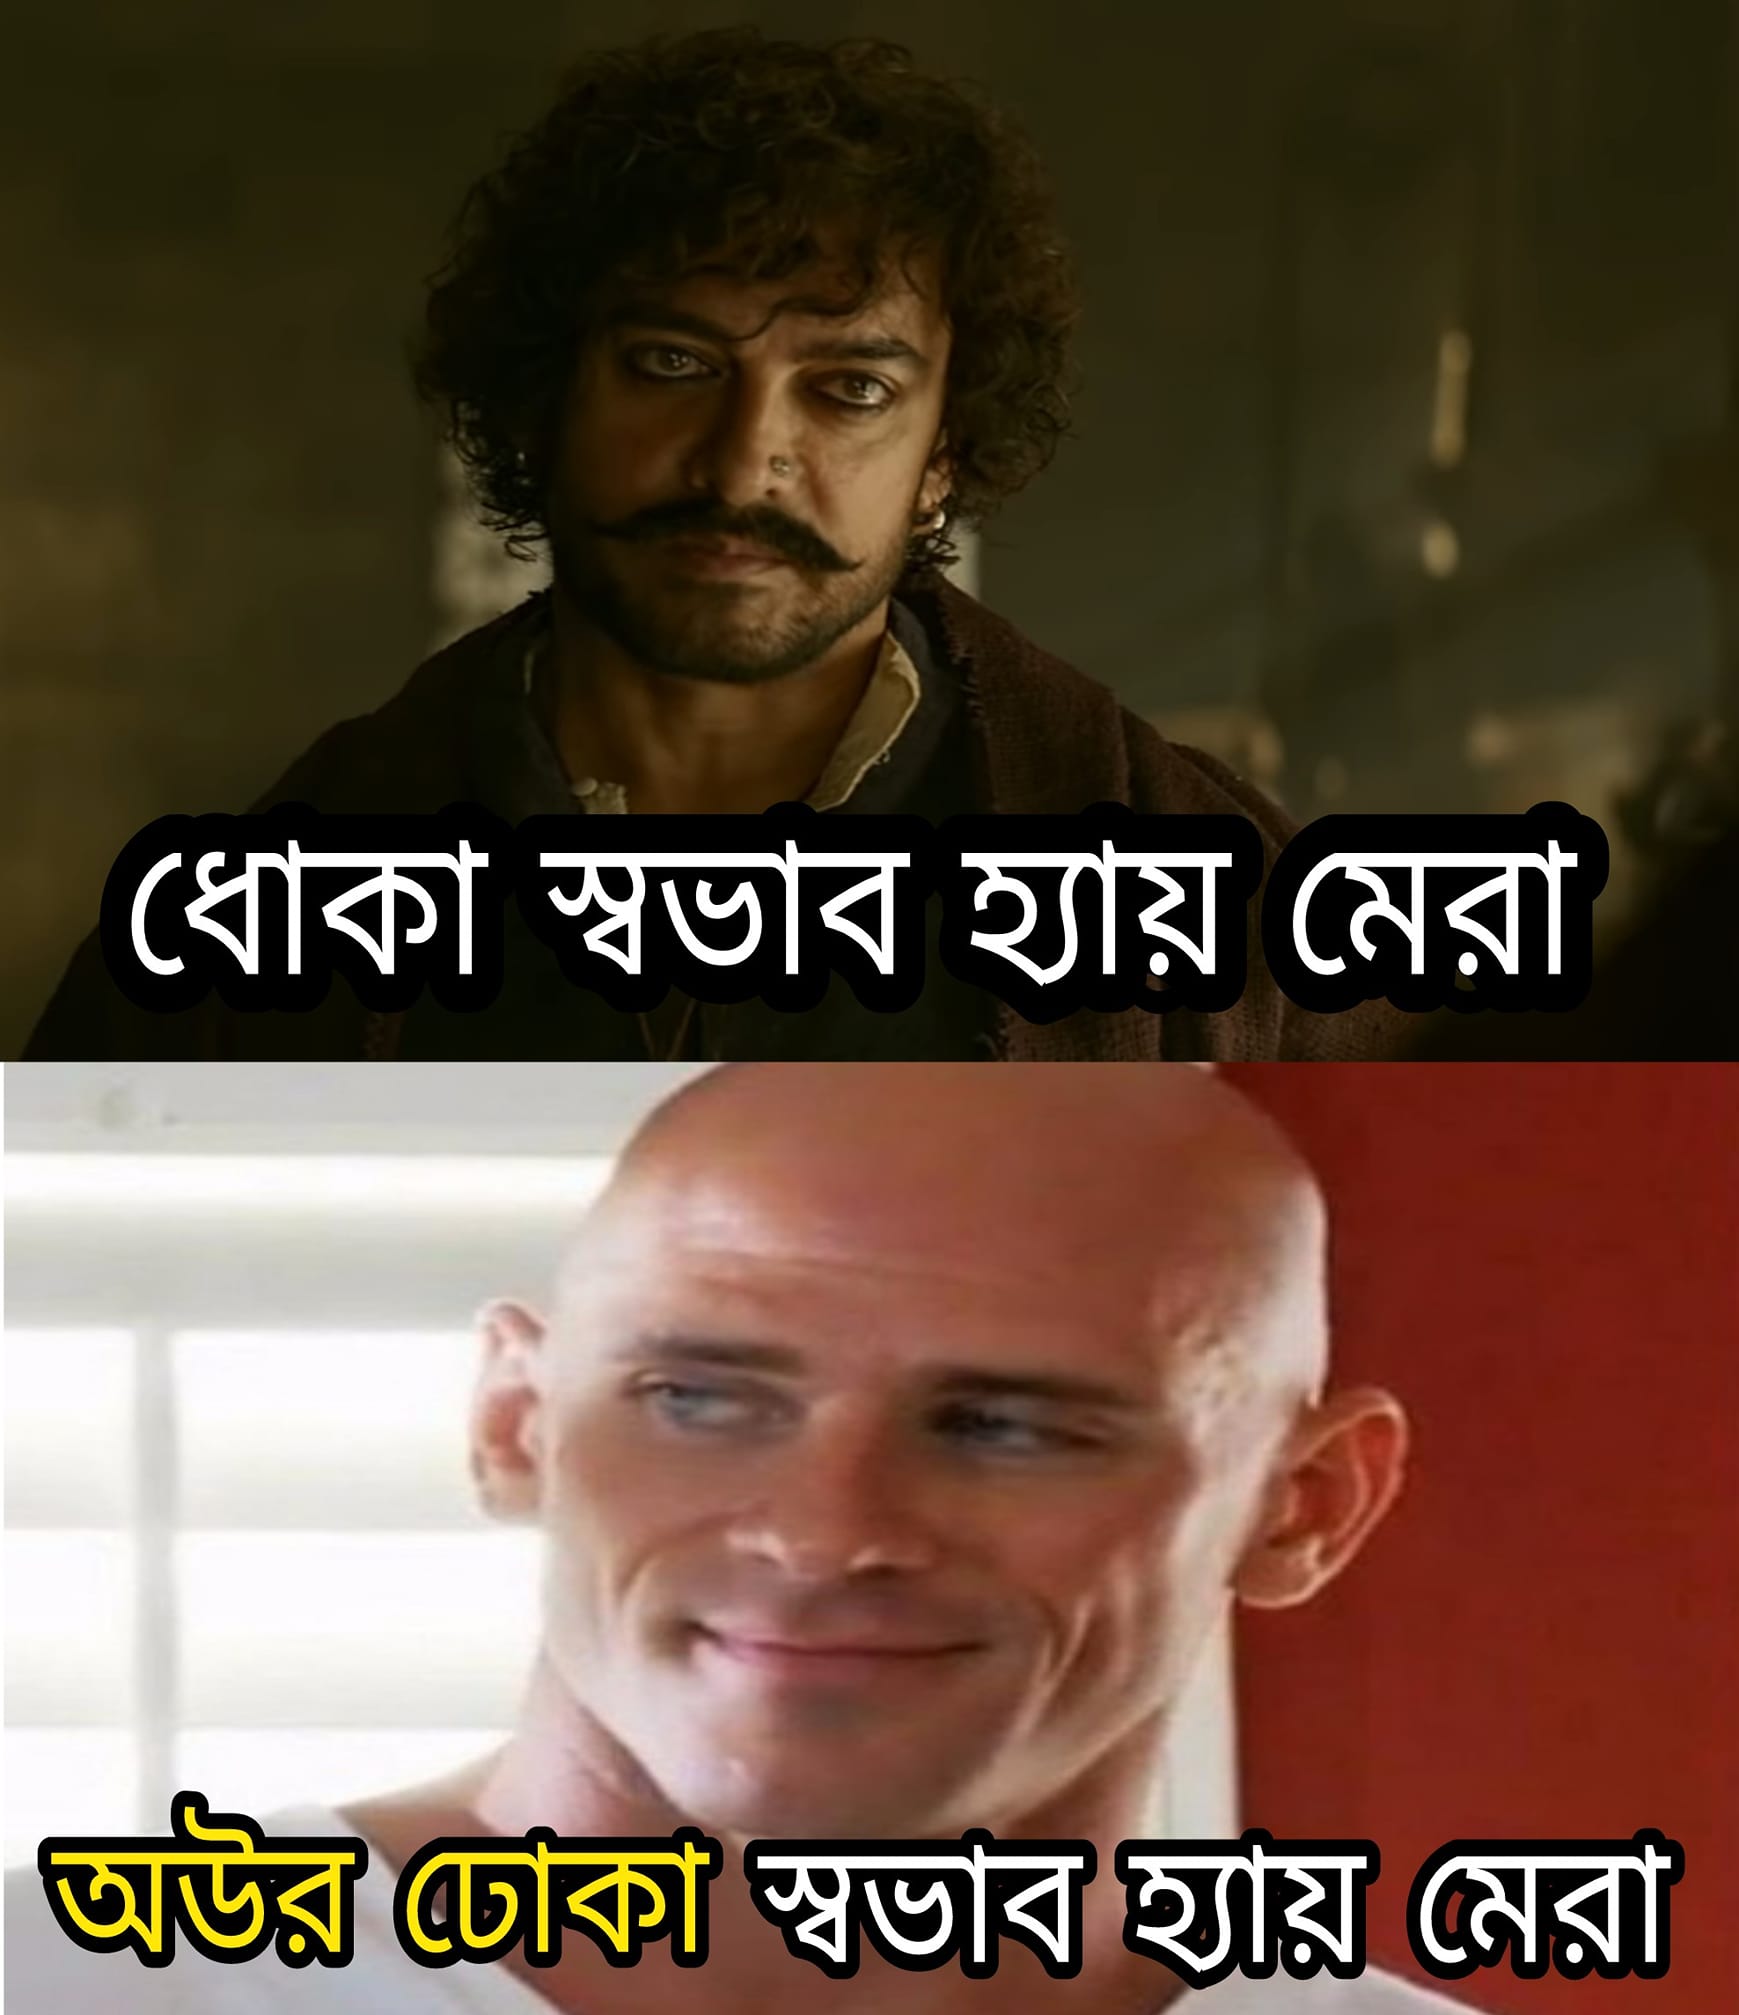 ধোকা স্বভাব হ্যায় মেরা
অউর ঢোকা স্বভাব হ্যায় মেরা